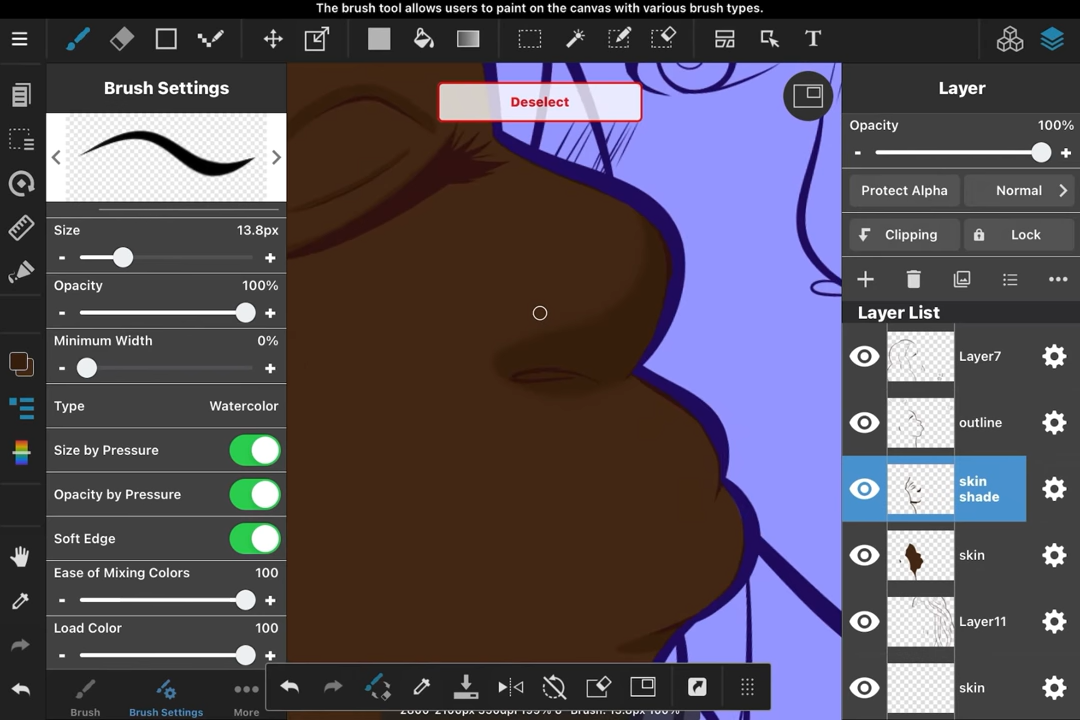 The brush tool allows users to paint on the canvas with various brush types.
T
Brush Settings
Deselect
Layer
Opacity 100%
- +
Protect Alpha Normal
Clipping Lock
Layer List
Size 13.8px
- +
Opacity 100%
- +
Minimum Width 0%
- +
Type Watercolor
Size by Pressure
Opacity by Pressure
Soft Edge
Ease of Mixing Colors 100
- +
Load Color 100
- +
Layer7
outline
skin
shade
skin
Layer11
skin
Brush Brush Settings More